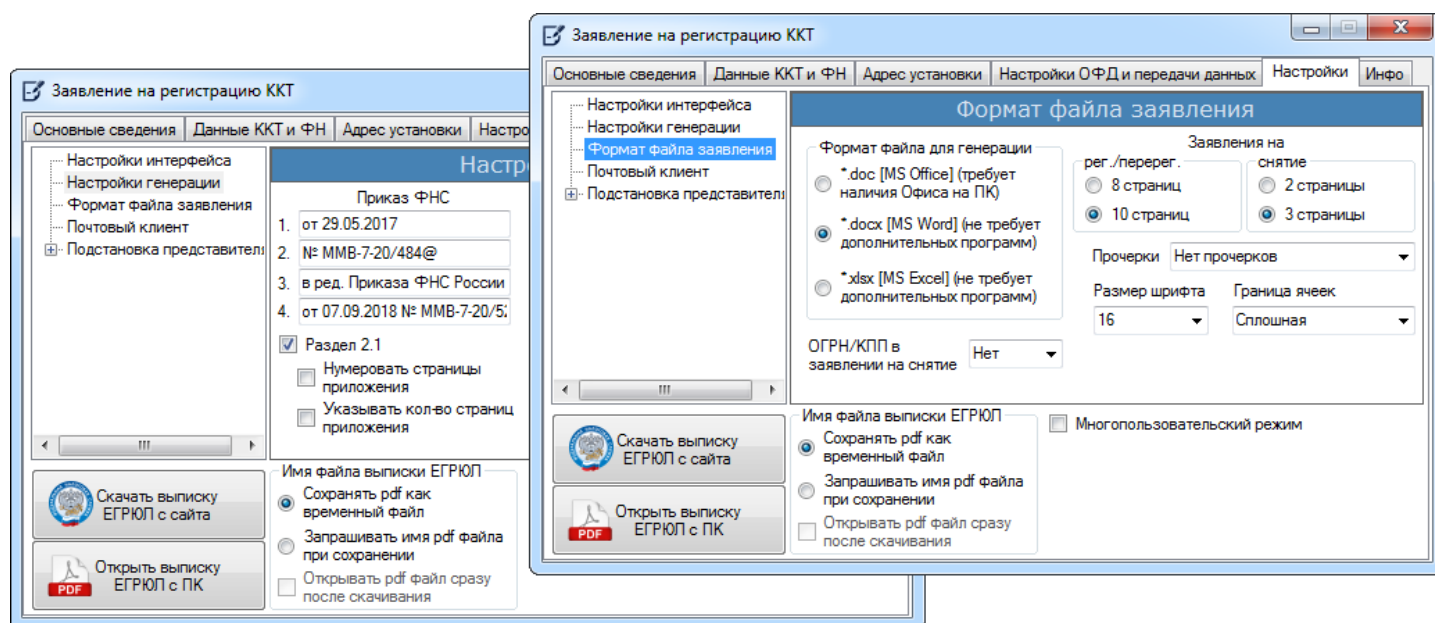 Заявление на регистрацию ККТ
Основные сведения Данные ККТ и ФН Адрес установки Настро
Настройки интерфейса
Настройки генерации
Формат файла заявления
Почтовый клиент
Подстановка представител
Настр
Приказ ФНС
1. от 29.05.2017
2. № ММВ-7-20/484@
3. в ред. Приказа ФНС России
4. от 07.09.2018 № ММВ-7-20/5
Раздел 2.1
Нумеровать страницы
приложения
Указывать кол-во страниц
приложения
Скачать выписку
ЕГРЮЛ с сайта
PDF
Открыть выписку
ЕГРЮЛ с ПК
Имя файла выписки ЕГРЮЛ
Сохранять pdf как
временный файл
Запрашивать имя pdf файла
при сохранении
Открывать pdf файл сразу
после скачивания
Заявление на регистрацию ККТ
Основные сведения Данные ККТ и ФН Адрес установки Настройки ОФД и передачи данных Настройки Инфо
Настройки интерфейса
Настройки генерации
Формат файла заявления
Почтовый клиент
Подстановка представител
Формат файла заявления
Формат файла для генерации
*.doc [MS Office] (требует
наличия Офиса на ПК)
*.docx [MS Word] (не требует
дополнительных программ)
*.xlsx [MS Excel] (не требует
дополнительных программ)
ОГРН/КПП в
заявлении на снятие
Нет
Заявления на
рег./перерег. снятие
8 страниц 2 страницы
10 страниц 3 страницы
Прочерки Нет прочерков
Размер шрифта Граница ячеек
16 Сплошная
Скачать выписку
ЕГРЮЛ с сайта
PDF
Открыть выписку
ЕГРЮЛ с ПК
Имя файла выписки ЕГРЮЛ
Сохранять pdf как
временный файл
Запрашивать имя pdf файла
при сохранении
Открывать pdf файл сразу
после скачивания
Многопользовательский режим